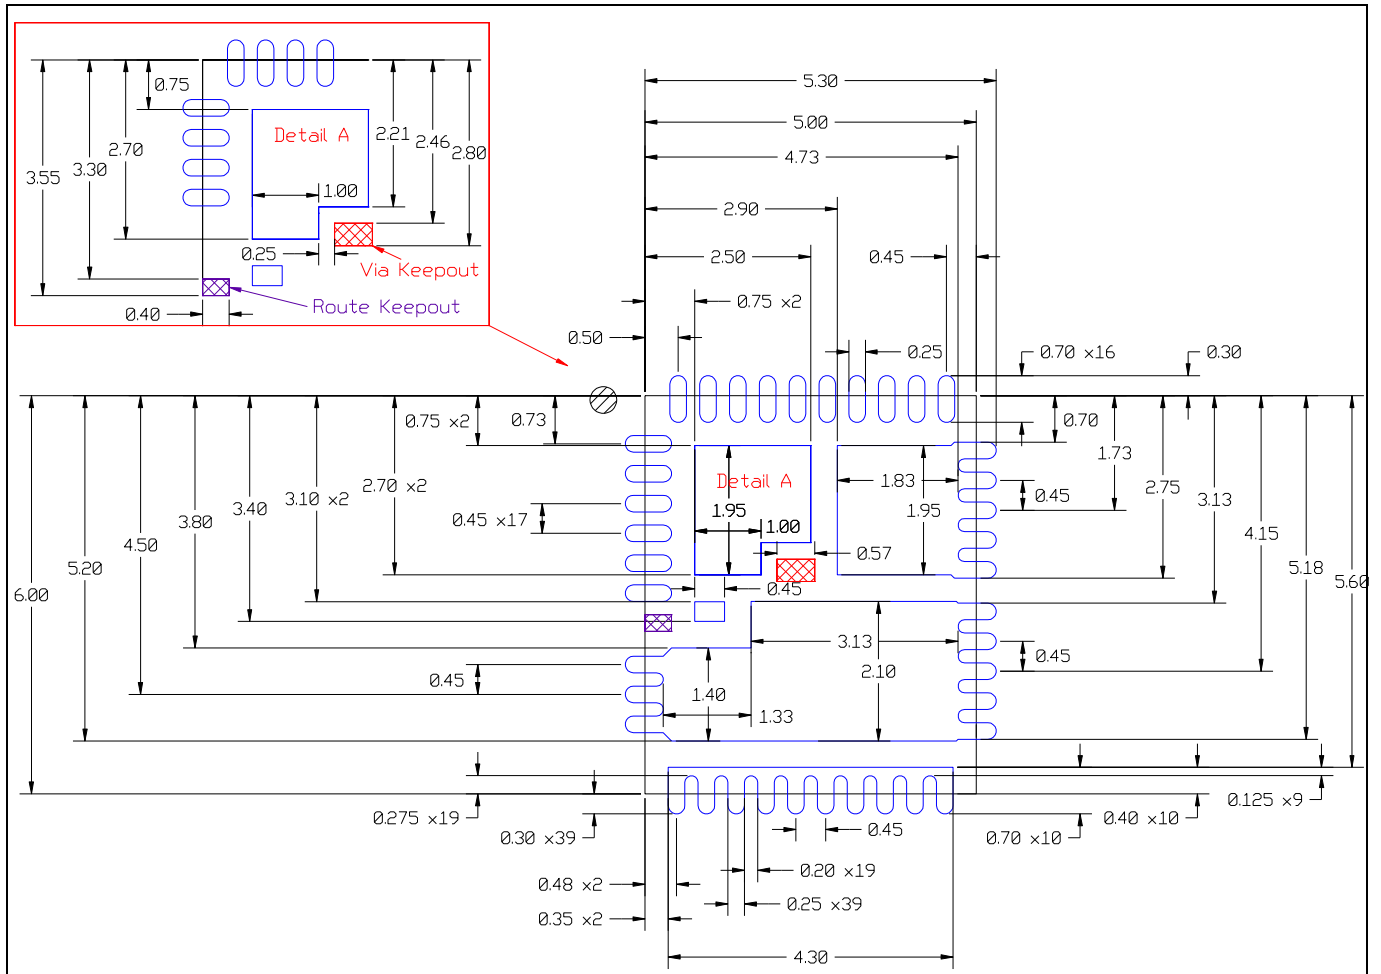 0.75
Detail A
2.21
2.46
2.80
2.70
3.30
3.55
1.00
0.25
Via Keepout
Route Keepout
0.40
5.30
5.00
4.73
2.90
2.50
0.45
0.75 x2
0.50
0.25
0.70 x16
0.30
0.75 x2
0.73
0.70
1.73
2.75
3.13
4.15
5.18
5.60
2.70 x2
3.10 x2
3.40
3.80
4.50
5.20
6.00
0.45 x17
Detail A
1.95
1.00
1.83
1.95
0.45
0.57
0.45
3.13
0.45
2.10
0.45
1.40
1.33
0.275 x19
0.30 x39
0.45
0.70 x10
0.40 x10
0.125 x9
0.20 x19
0.48 x2
0.25 x39
0.35 x2
4.30